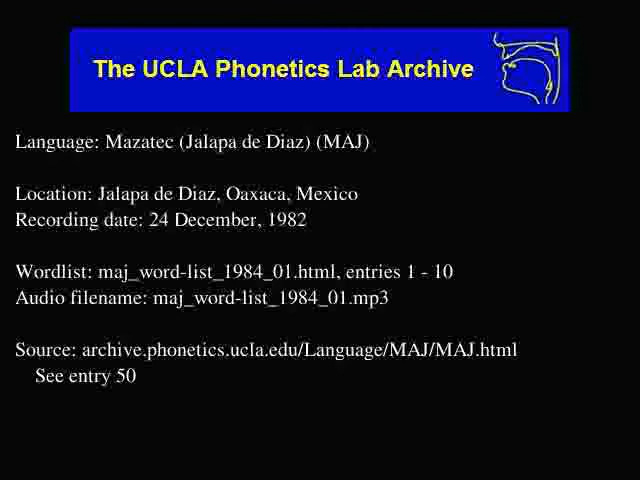 The UCLA Phonetics Lab Archive
Language: Mazatec (Jalapa de Diaz) (MAJ)
Location: Jalapa de Diaz, Oaxaca, Mexico
Recording date: 24 December, 1982
Wordlist: maj_word-list_1984_01.html, entries 1 - 10
Audio filename: maj_word-list_1984_01.mp3
Source: archive.phonetics.ucla.edu/Language/MAJ/MAJ.html
See entry 50